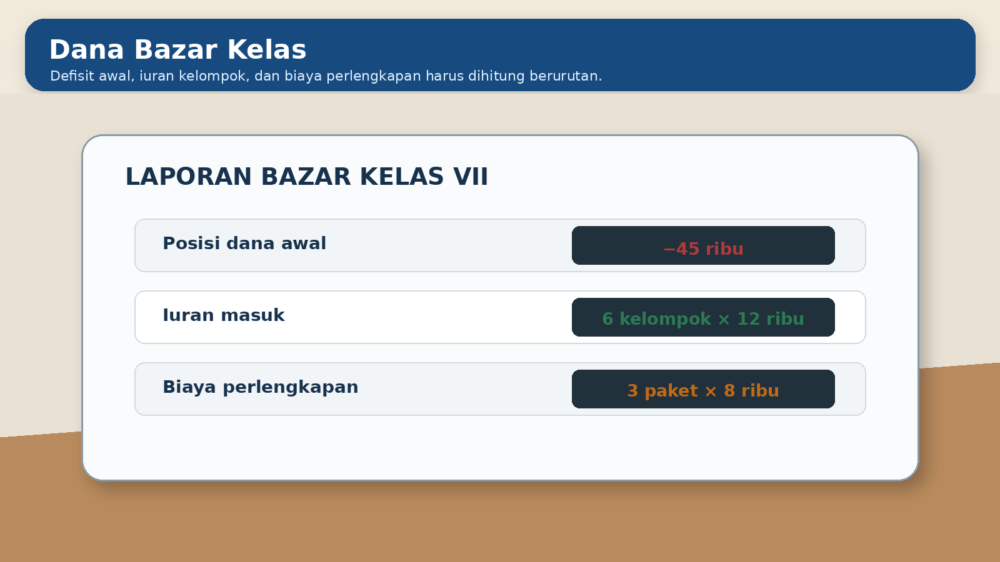 Dana Bazar Kelas
Defisit awal, iuran kelompok, dan biaya perlengkapan harus dihitung berurutan.
LAPORAN BAZAR KELAS VII
Posisi dana awal
−45 ribu
Iuran masuk
6 kelompok × 12 ribu
Biaya perlengkapan
3 paket × 8 ribu